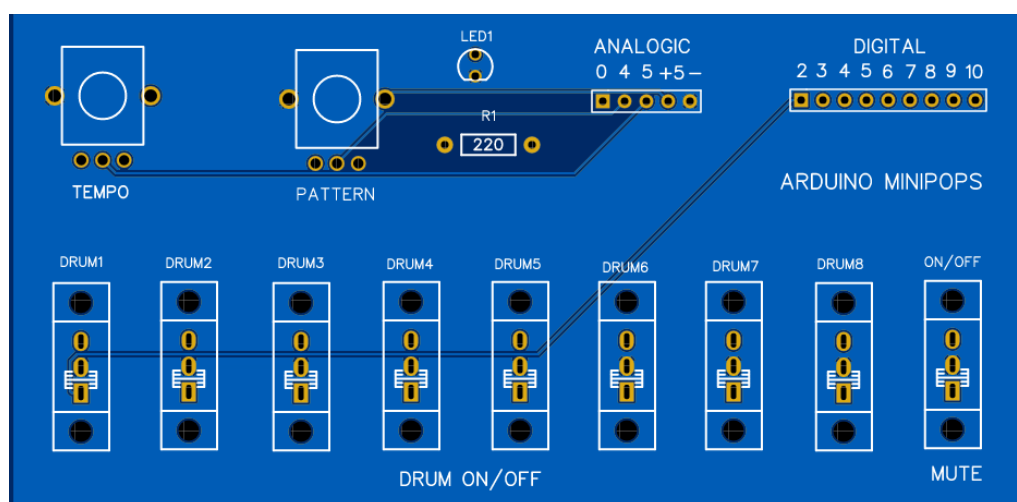 LED1
ANALOGIC
DIGITAL
0 4 5 +5 –
2 3 4 5 6 7 8 9 10
R1
220
TEMPO
PATTERN
ARDUINO MINIPOPS
DRUM1 DRUM2 DRUM3 DRUM4 DRUM5 DRUM6 DRUM7 DRUM8 ON/OFF
DRUM ON/OFF
MUTE